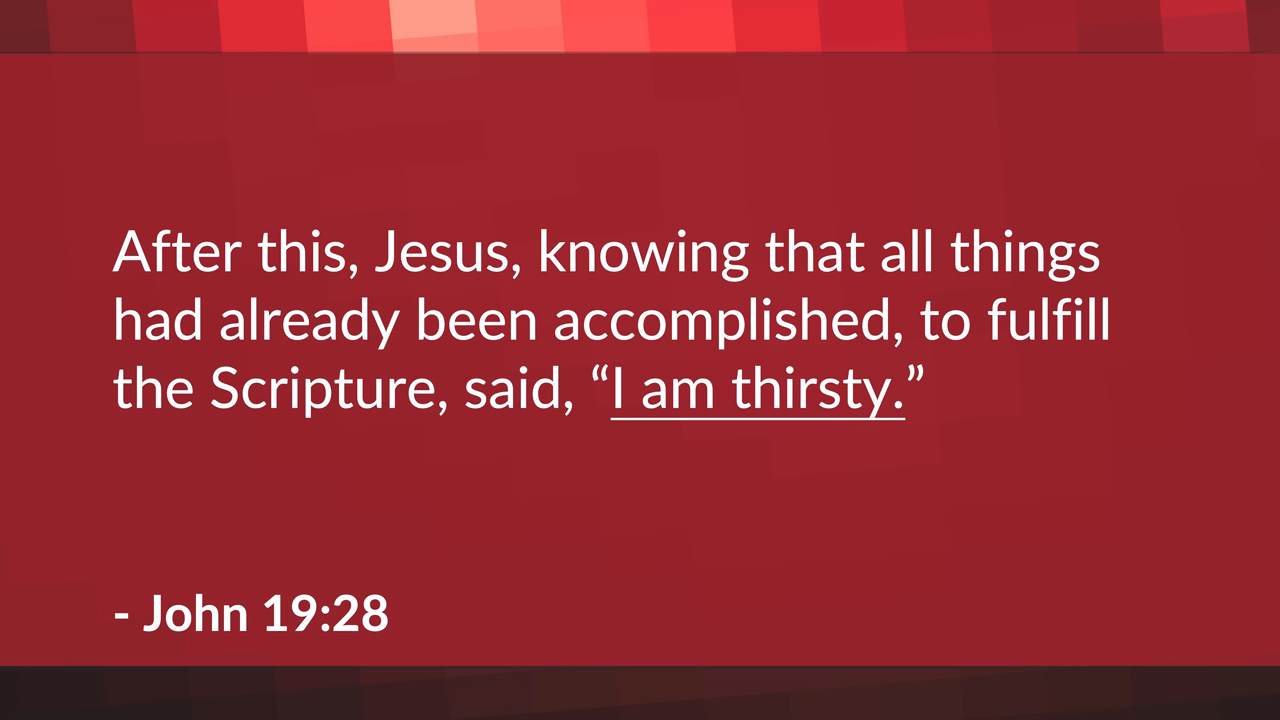 After this, Jesus, knowing that all things
had already been accomplished, to fulfill
the Scripture, said, “I am thirsty.”
- John 19:28